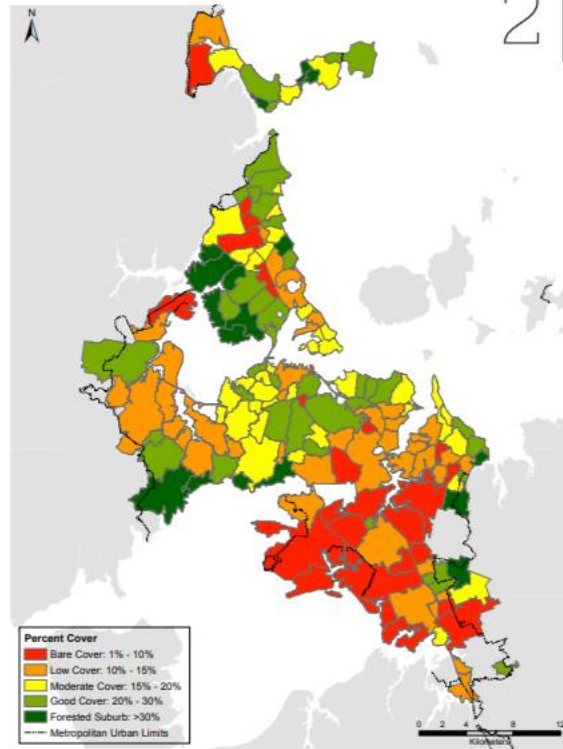 N
2
Percent Cover
Bare Cover: 1% - 10%
Low Cover: 10% - 15%
Moderate Cover: 15% - 20%
Good Cover: 20% - 30%
Forested Suburb: >30%
Metropolitan Urban Limits
0 2 4 8 12
Kilometers